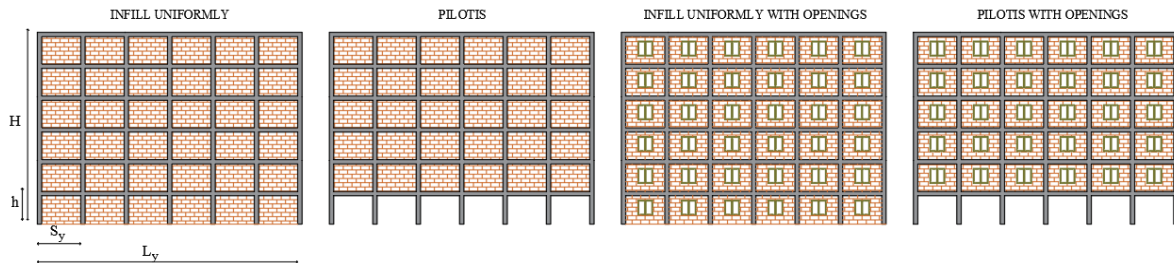 INFILL UNIFORMLY
PILOTIS
INFILL UNIFORMLY WITH OPENINGS
PILOTIS WITH OPENINGS
H
h
Sy
Ly